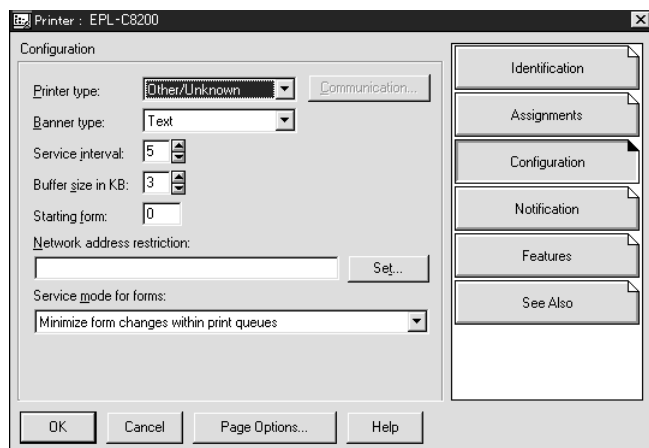 Printer : EPL-C8200
Configuration
Printer type:
Other/Unknown
Communication...
Banner type:
Text
Service interval:
5
Buffer size in KB:
3
Starting form:
0
Network address restriction:
Set...
Service mode for forms:
Minimize form changes within print queues
OK
Cancel
Page Options...
Help
Identification
Assignments
Configuration
Notification
Features
See Also